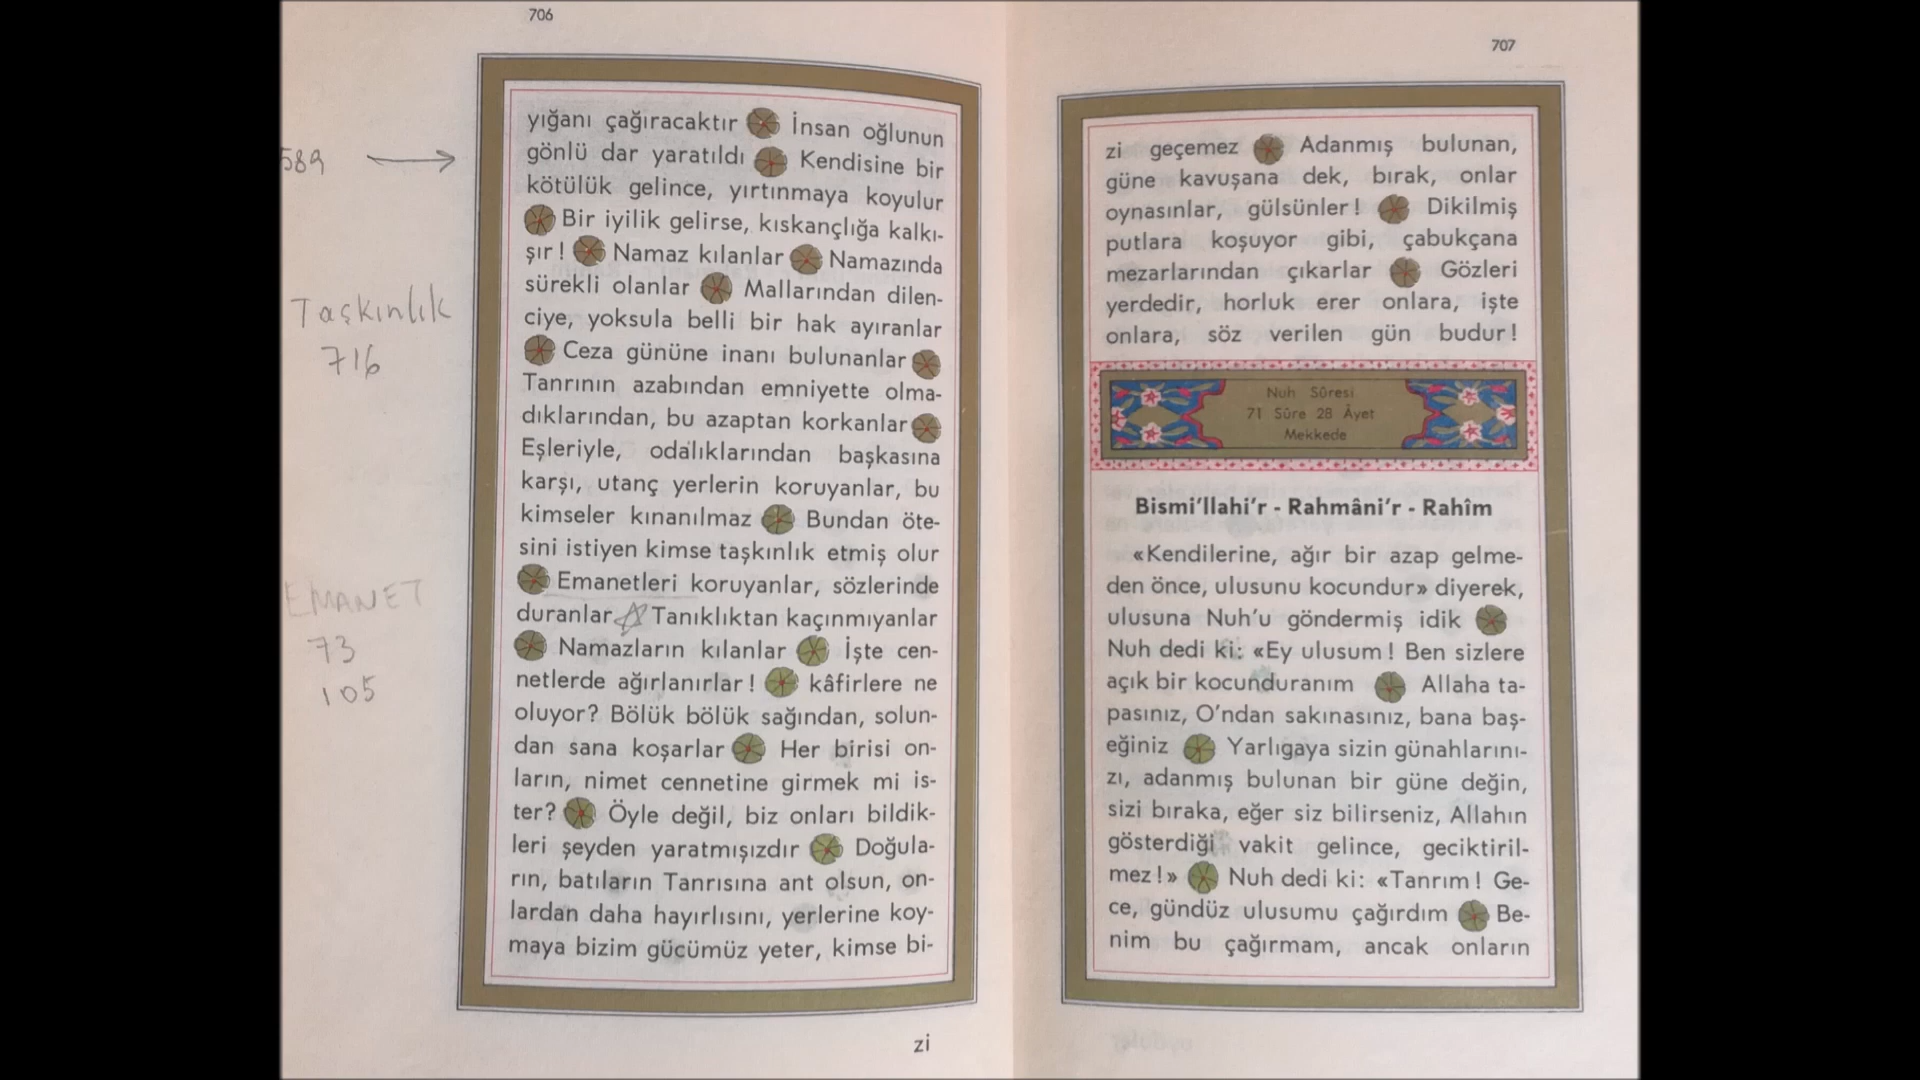 706
yığanı çağıracaktır İnsan oğlunun
gönlü dar yaratıldı Kendisine bir
kötülük gelince, yırtınmaya koyulur
Bir iyilik gelirse, kıskançlığa kalkı-
şır! Namaz kılanlar Namazında
sürekli olanlar Mallarından dilen-
ciye, yoksula belli bir hak ayıranlar
Ceza gününe inanı bulunanlar
Tanrının azabından emniyette olma-
dıklarından, bu azaptan korkanlar
Eşleriyle, odalıklarından başkasına
karşı, utanç yerlerin koruyanlar, bu
kimseler kınanılmaz Bundan öte-
sini istiyen kimse taşkınlık etmiş olur
Emanetleri koruyanlar, sözlerinde
duranlar Tanıklıktan kaçınmıyanlar
Namazların kılanlar İşte cen-
netlerde ağırlanırlar! kâfirlere ne
oluyor? Bölük bölük sağından, solun-
dan sana koşarlar Her birisi on-
ların, nimet cennetine girmek mi is-
ter? Öyle değil, biz onları bildik-
leri şeyden yaratmışızdır Doğula-
rın, batıların Tanrısına ant olsun, on-
lardan daha hayırlısını, yerlerine koy-
maya bizim gücümüz yeter, kimse bi-
zi
589
Taşkınlık
716
EMANET
73
105
707
zi geçemez Adanmış bulunan,
güne kavuşana dek, bırak, onlar
oynasınlar, gülsünler! Dikilmiş
putlara koşuyor gibi, çabukçana
mezarlarından çıkarlar Gözleri
yerdedir, horluk erer onlara, işte
onlara, söz verilen gün budur!
Nuh Sûresi
71 Sûre 28 Âyet
Mekkede
Bismi'llahi'r - Rahmâni'r - Rahîm
«Kendilerine, ağır bir azap gelme-
den önce, ulusunu kocundur» diyerek,
ulusuna Nuh'u göndermiş idik
Nuh dedi ki: «Ey ulusum! Ben sizlere
açık bir kocunduranım Allaha ta-
pasınız, O'ndan sakınasınız, bana baş-
eğiniz Yarlıgaya sizin günahlarını-
zı, adanmış bulunan bir güne değin,
sizi bıraka, eğer siz bilirseniz, Allahın
gösterdiği vakit gelince, geciktiril-
mez!» Nuh dedi ki: «Tanrım! Ge-
ce, gündüz ulusumu çağırdım Be-
nim bu çağırmam, ancak onların